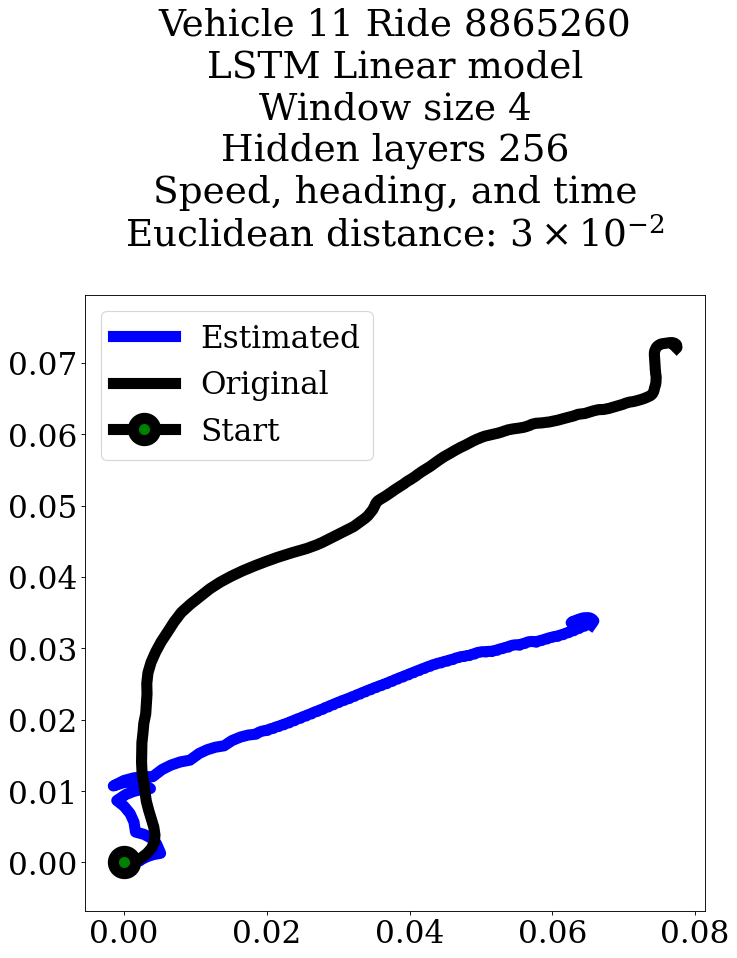 Vehicle 11 Ride 8865260
LSTM Linear model
Window size 4
Hidden layers 256
Speed, heading, and time
Euclidean distance: 3 × 10⁻²
Estimated
Original
Start
0.07
0.06
0.05
0.04
0.03
0.02
0.01
0.00
0.00 0.02 0.04 0.06 0.08